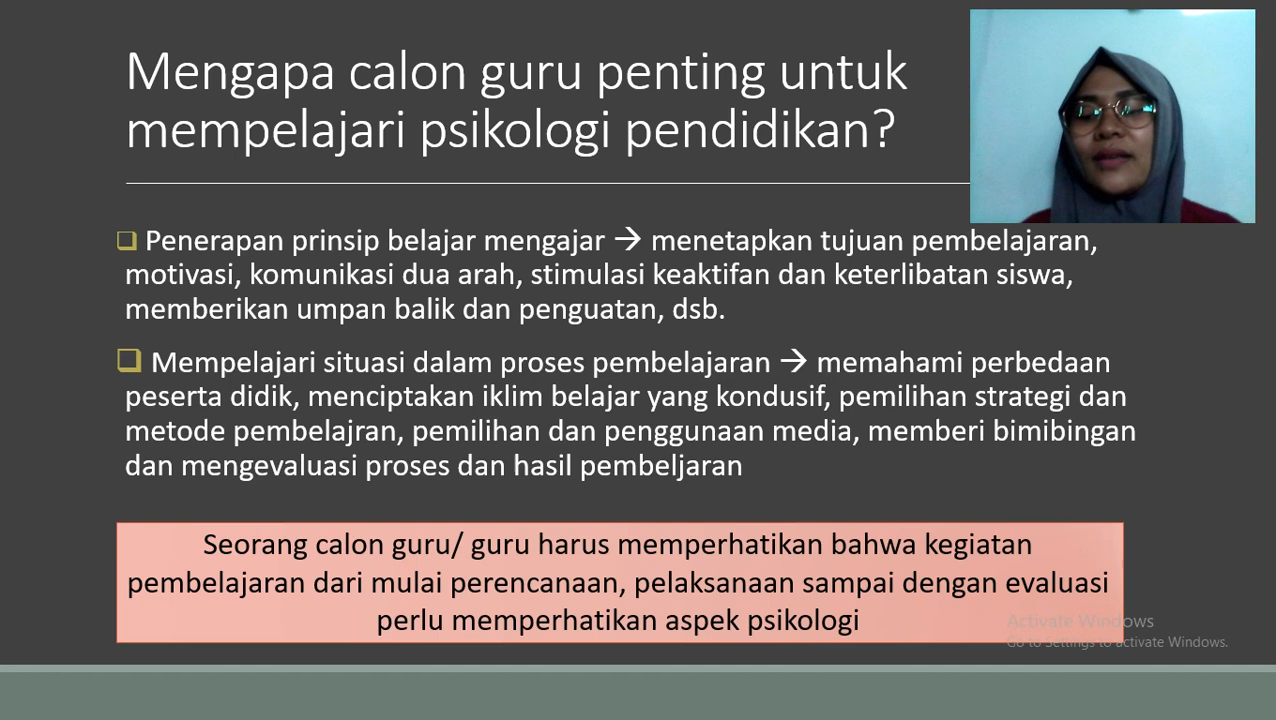 Mengapa calon guru penting untuk
mempelajari psikologi pendidikan?
Penerapan prinsip belajar mengajar → menetapkan tujuan pembelajaran,
motivasi, komunikasi dua arah, stimulasi keaktifan dan keterlibatan siswa,
memberikan umpan balik dan penguatan, dsb.
Mempelajari situasi dalam proses pembelajaran → memahami perbedaan
peserta didik, menciptakan iklim belajar yang kondusif, pemilihan strategi dan
metode pembelajran, pemilihan dan penggunaan media, memberi bimibingan
dan mengevaluasi proses dan hasil pembeljaran
Seorang calon guru/ guru harus memperhatikan bahwa kegiatan
pembelajaran dari mulai perencanaan, pelaksanaan sampai dengan evaluasi
perlu memperhatikan aspek psikologi
Activate Windows
Go to Settings to activate Windows.